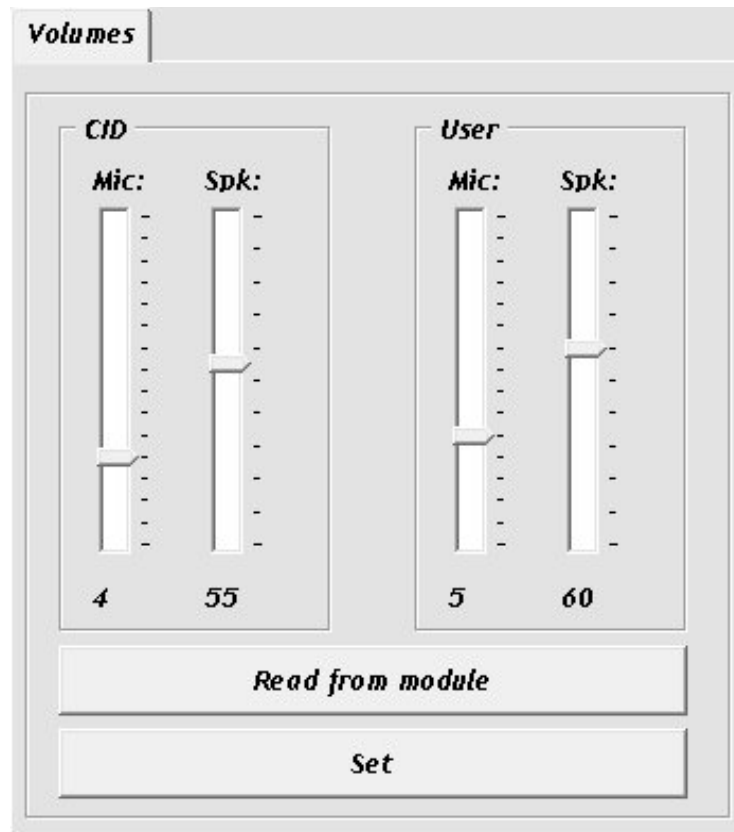 Volumes
CID
User
Mic: Spk:
Mic: Spk:
4 55
5 60
Read from module
Set